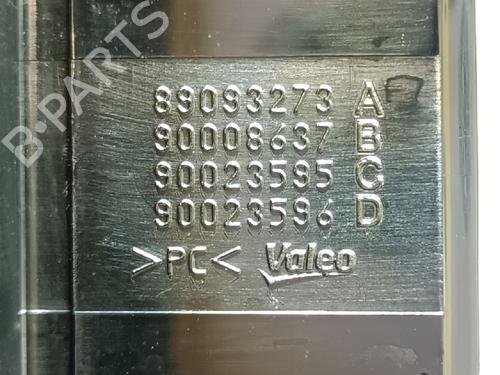 B-PARTS
89093273 A
90008637 B
90023595 C
90023596 D
>PC< Valeo